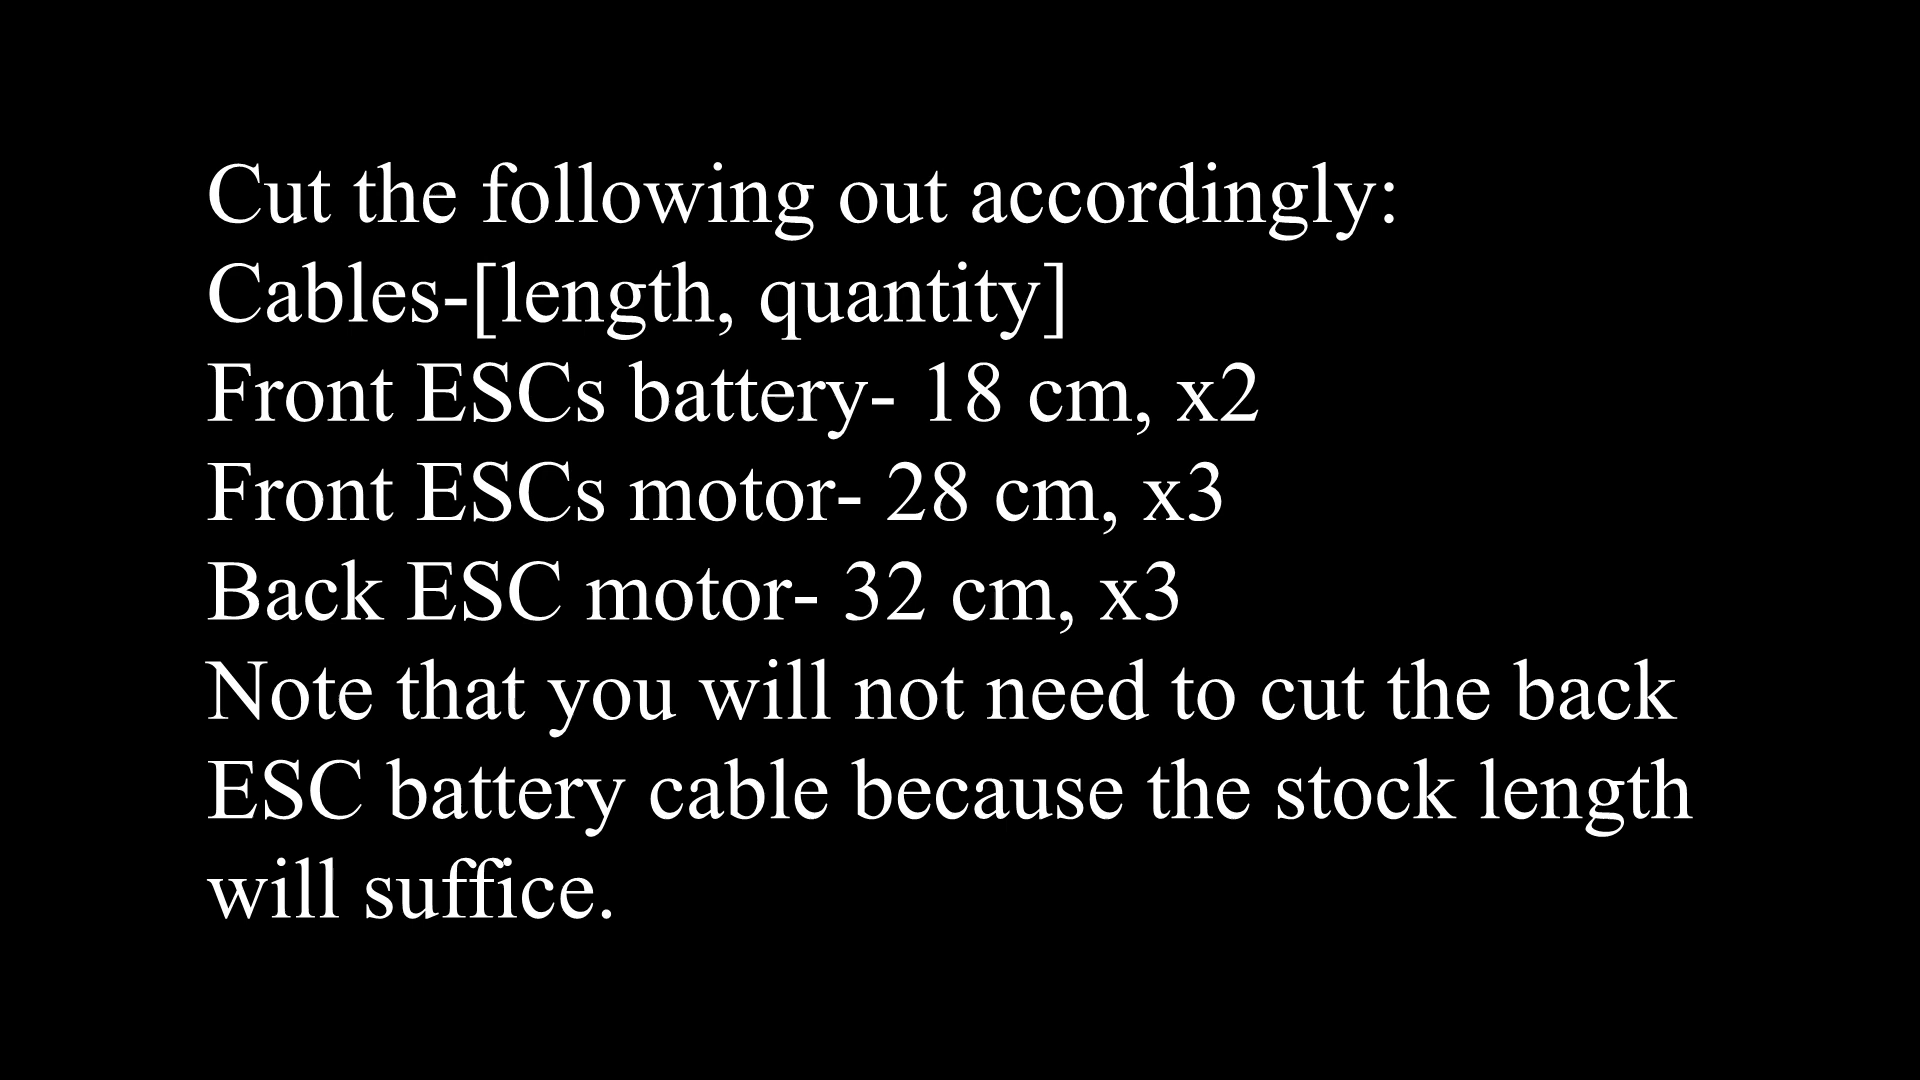 Cut the following out accordingly:
Cables-[length, quantity]
Front ESCs battery- 18 cm, x2
Front ESCs motor- 28 cm, x3
Back ESC motor- 32 cm, x3
Note that you will not need to cut the back
ESC battery cable because the stock length
will suffice.